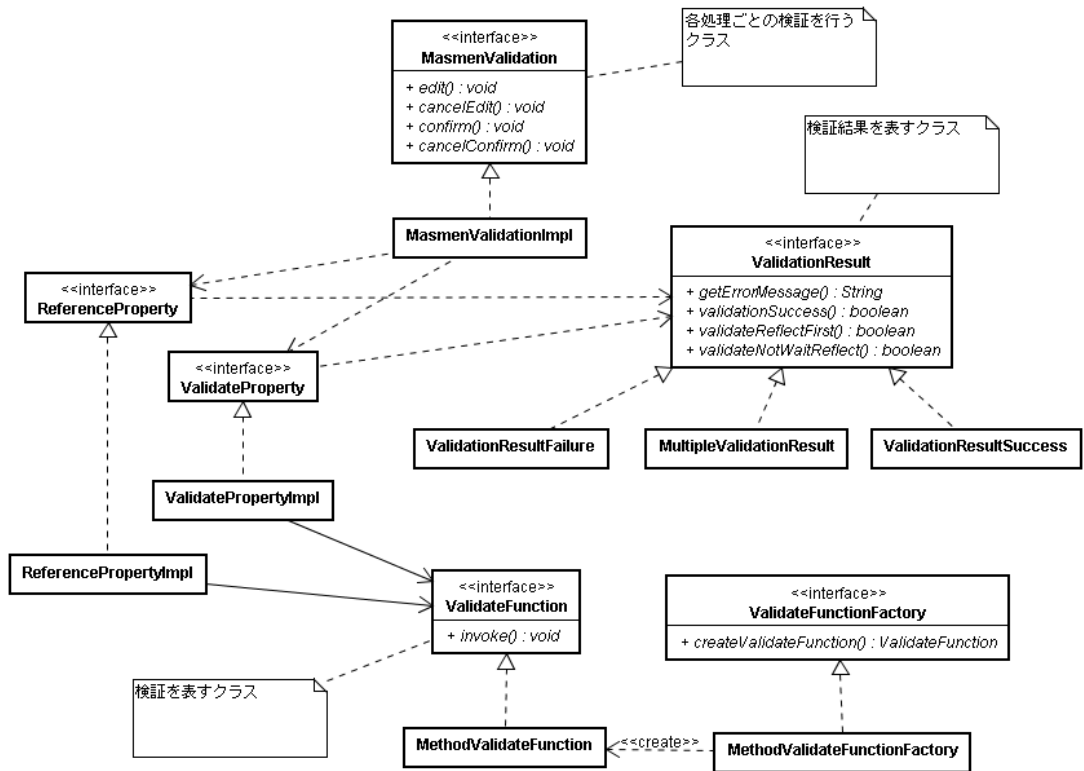 <<interface>>
MasmenValidation
+ edit() : void
+ cancelEdit() : void
+ confirm() : void
+ cancelConfirm() : void
各処理ごとの検証を行う
クラス
検証結果を表すクラス
MasmenValidationImpl
<<interface>>
ValidationResult
+ getErrorMessage() : String
+ validationSuccess() : boolean
+ validateReflectFirst() : boolean
+ validateNotWaitReflect() : boolean
<<interface>>
ReferenceProperty
<<interface>>
ValidateProperty
ValidationResultFailure
MultipleValidationResult
ValidationResultSuccess
ValidatePropertyImpl
ReferencePropertyImpl
<<interface>>
ValidateFunction
+ invoke() : void
<<interface>>
ValidateFunctionFactory
+ createValidateFunction() : ValidateFunction
検証を表すクラス
MethodValidateFunction
<<create>>
MethodValidateFunctionFactory